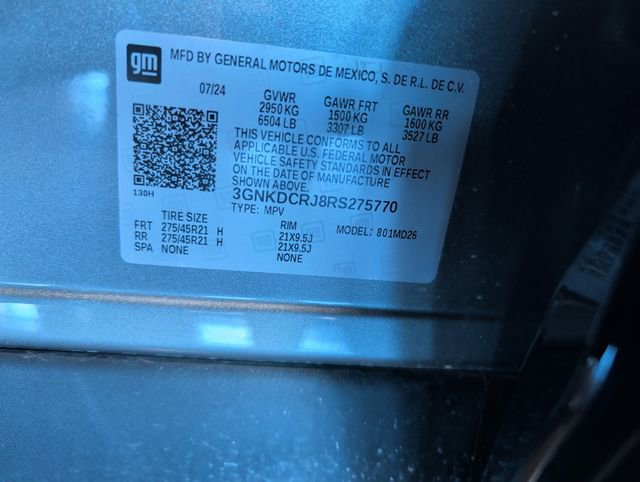 gm
MFD BY GENERAL MOTORS DE MEXICO, S. DE R.L. DE C.V.
07/24
GVWR GAWR FRT GAWR RR
2950 KG 1500 KG 1600 KG
6504 LB 3307 LB 3527 LB
THIS VEHICLE CONFORMS TO ALL
APPLICABLE U.S. FEDERAL MOTOR
VEHICLE SAFETY STANDARDS IN EFFECT
ON THE DATE OF MANUFACTURE
SHOWN ABOVE.
130H
3GNKDCRJ8RS275770
TYPE: MPV
TIRE SIZE RIM MODEL: 801MD26
FRT 275/45R21 H 21X9.5J
RR 275/45R21 H 21X9.5J
SPA NONE NONE